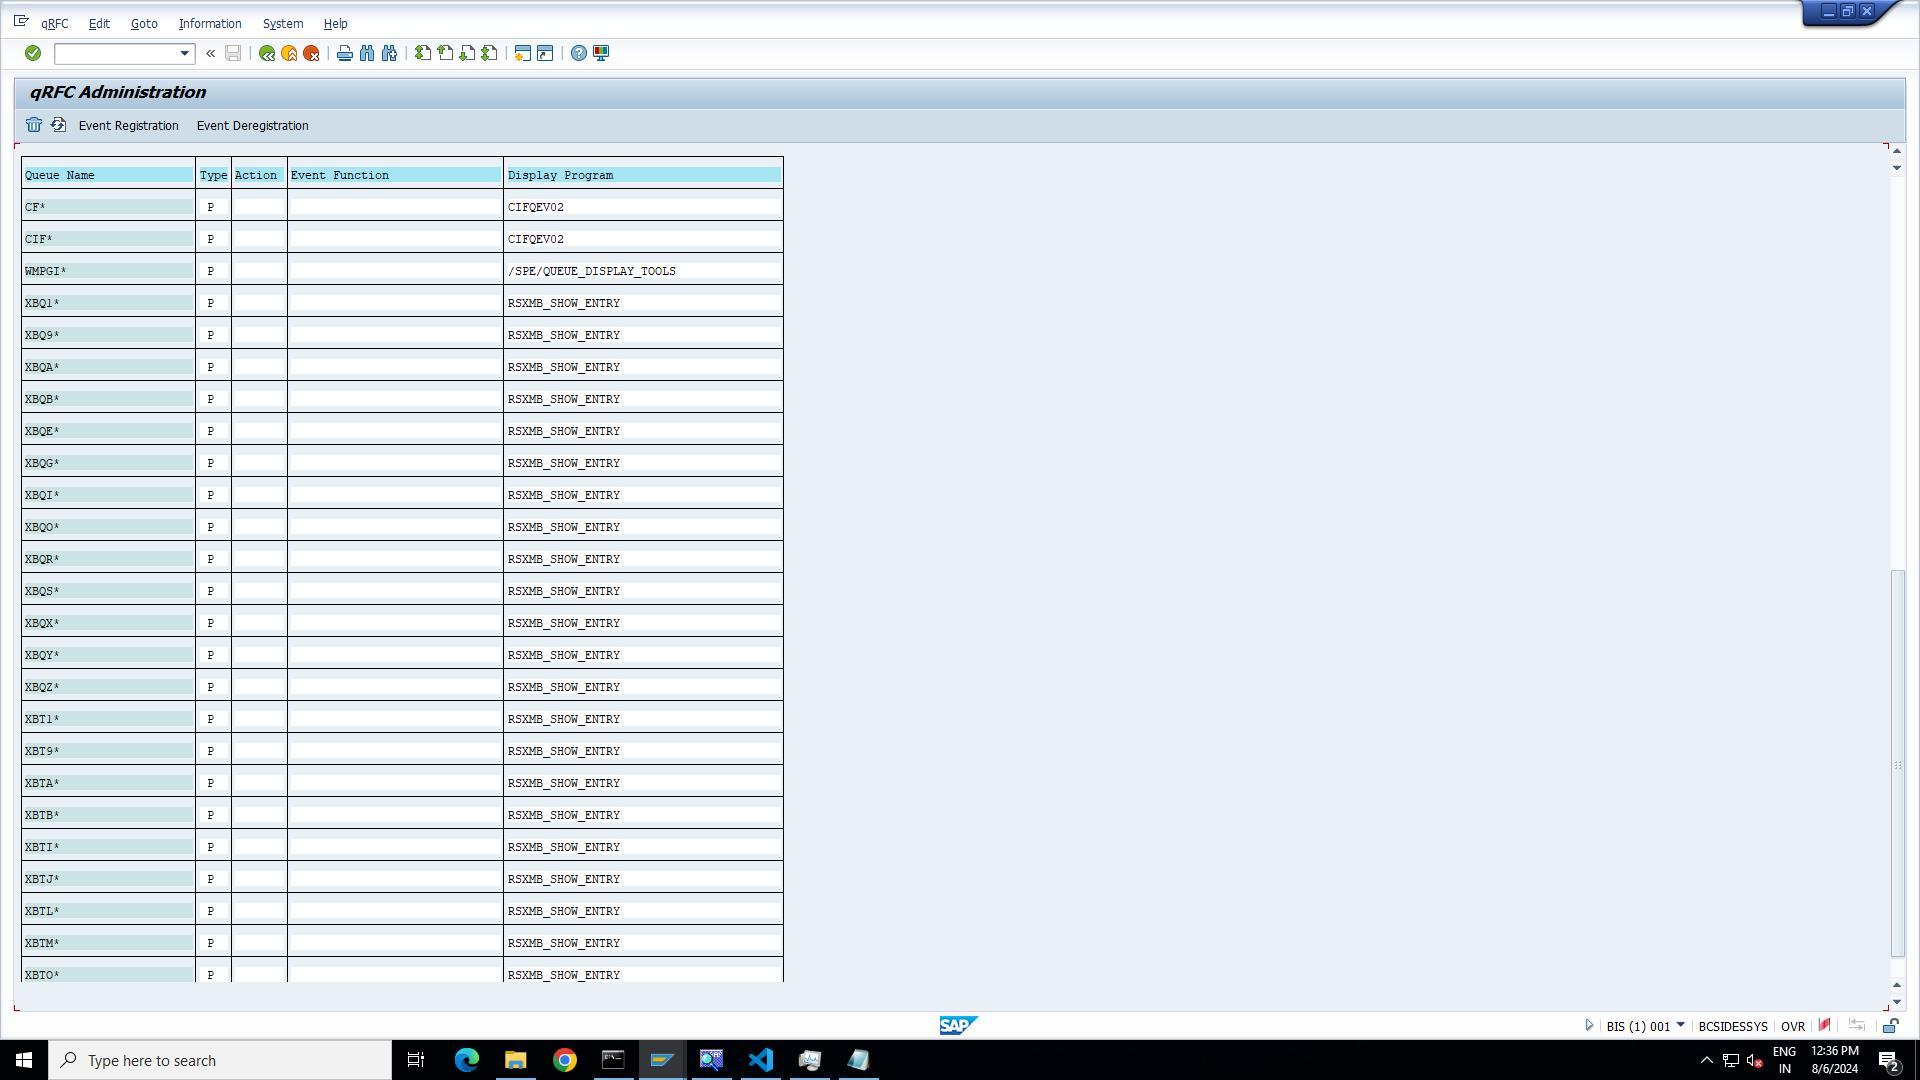 qRFC Edit Goto Information System Help
qRFC Administration
Event Registration Event Deregistration
Queue Name Type Action Event Function Display Program
CF* P CIFQEV02
CIF* P CIFQEV02
WMPGI* P /SPE/QUEUE_DISPLAY_TOOLS
XBQ1* P RSXMB_SHOW_ENTRY
XBQ9* P RSXMB_SHOW_ENTRY
XBQA* P RSXMB_SHOW_ENTRY
XBQB* P RSXMB_SHOW_ENTRY
XBQE* P RSXMB_SHOW_ENTRY
XBQG* P RSXMB_SHOW_ENTRY
XBQI* P RSXMB_SHOW_ENTRY
XBQO* P RSXMB_SHOW_ENTRY
XBQR* P RSXMB_SHOW_ENTRY
XBQS* P RSXMB_SHOW_ENTRY
XBQX* P RSXMB_SHOW_ENTRY
XBQY* P RSXMB_SHOW_ENTRY
XBQZ* P RSXMB_SHOW_ENTRY
XBT1* P RSXMB_SHOW_ENTRY
XBT9* P RSXMB_SHOW_ENTRY
XBTA* P RSXMB_SHOW_ENTRY
XBTB* P RSXMB_SHOW_ENTRY
XBTI* P RSXMB_SHOW_ENTRY
XBTJ* P RSXMB_SHOW_ENTRY
XBTL* P RSXMB_SHOW_ENTRY
XBTM* P RSXMB_SHOW_ENTRY
XBTO* P RSXMB_SHOW_ENTRY
SAP BIS (1) 001 BCSIDESSYS OVR
Type here to search
ENG
IN
12:36 PM
8/6/2024
2